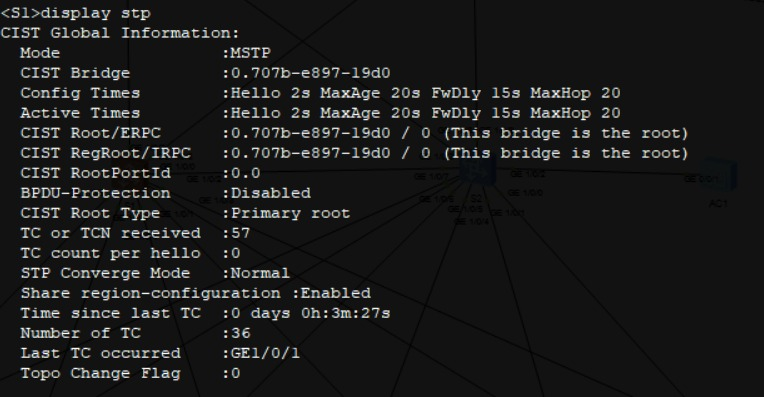 <S1>display stp
CIST Global Information:
  Mode                :MSTP
  CIST Bridge         :0.707b-e897-19d0
  Config Times        :Hello 2s MaxAge 20s FwDly 15s MaxHop 20
  Active Times        :Hello 2s MaxAge 20s FwDly 15s MaxHop 20
  CIST Root/ERPC      :0.707b-e897-19d0 / 0 (This bridge is the root)
  CIST RegRoot/IRPC   :0.707b-e897-19d0 / 0 (This bridge is the root)
  CIST RootPortId     :0.0
  BPDU-Protection     :Disabled
  CIST Root Type      :Primary root
  TC or TCN received  :57
  TC count per hello  :0
  STP Converge Mode   :Normal
  Share region-configuration :Enabled
  Time since last TC  :0 days 0h:3m:27s
  Number of TC        :36
  Last TC occurred    :GE1/0/1
  Topo Change Flag    :0
S2
AC1